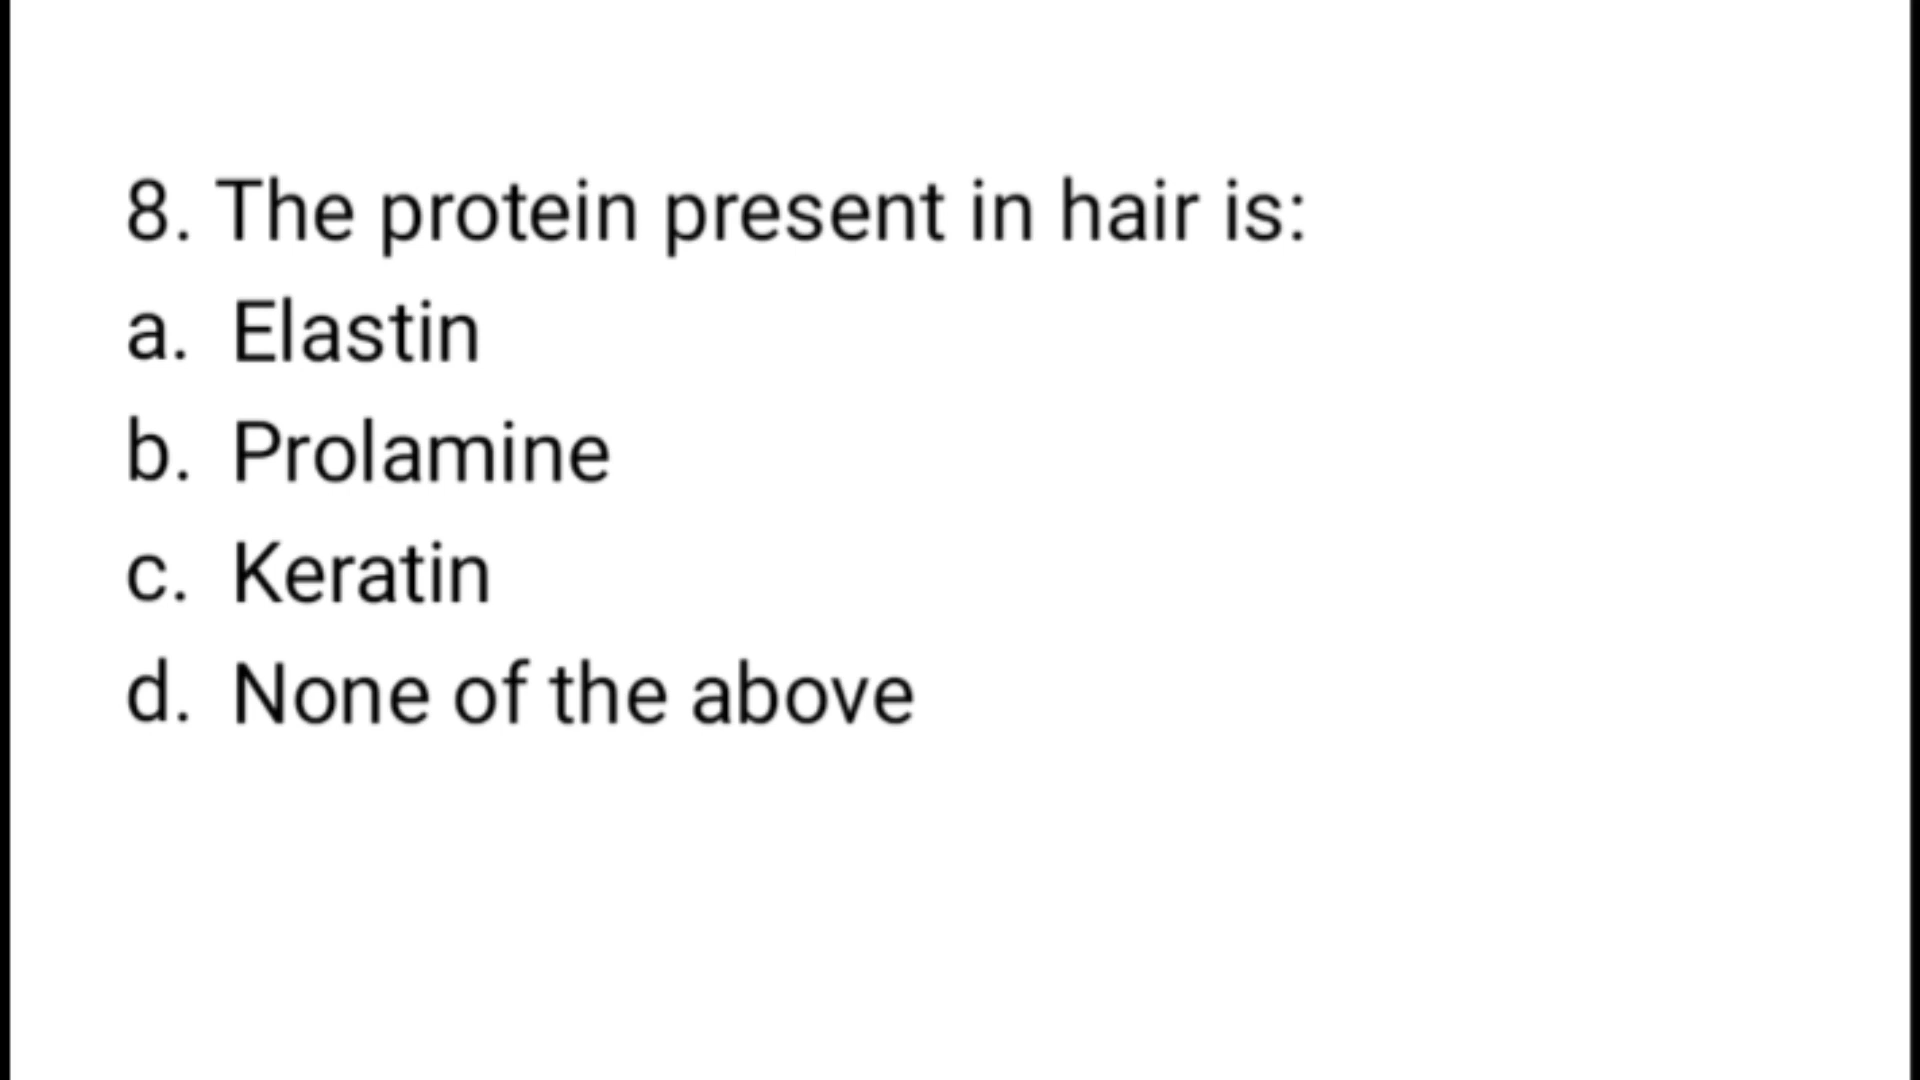 8. The protein present in hair is:
a. Elastin
b. Prolamine
c. Keratin
d. None of the above